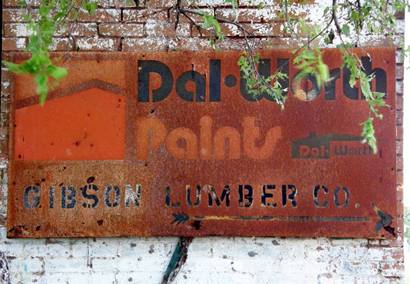 Dal-Worth
Paints
Dal-Worth
GIBSON LUMBER CO.